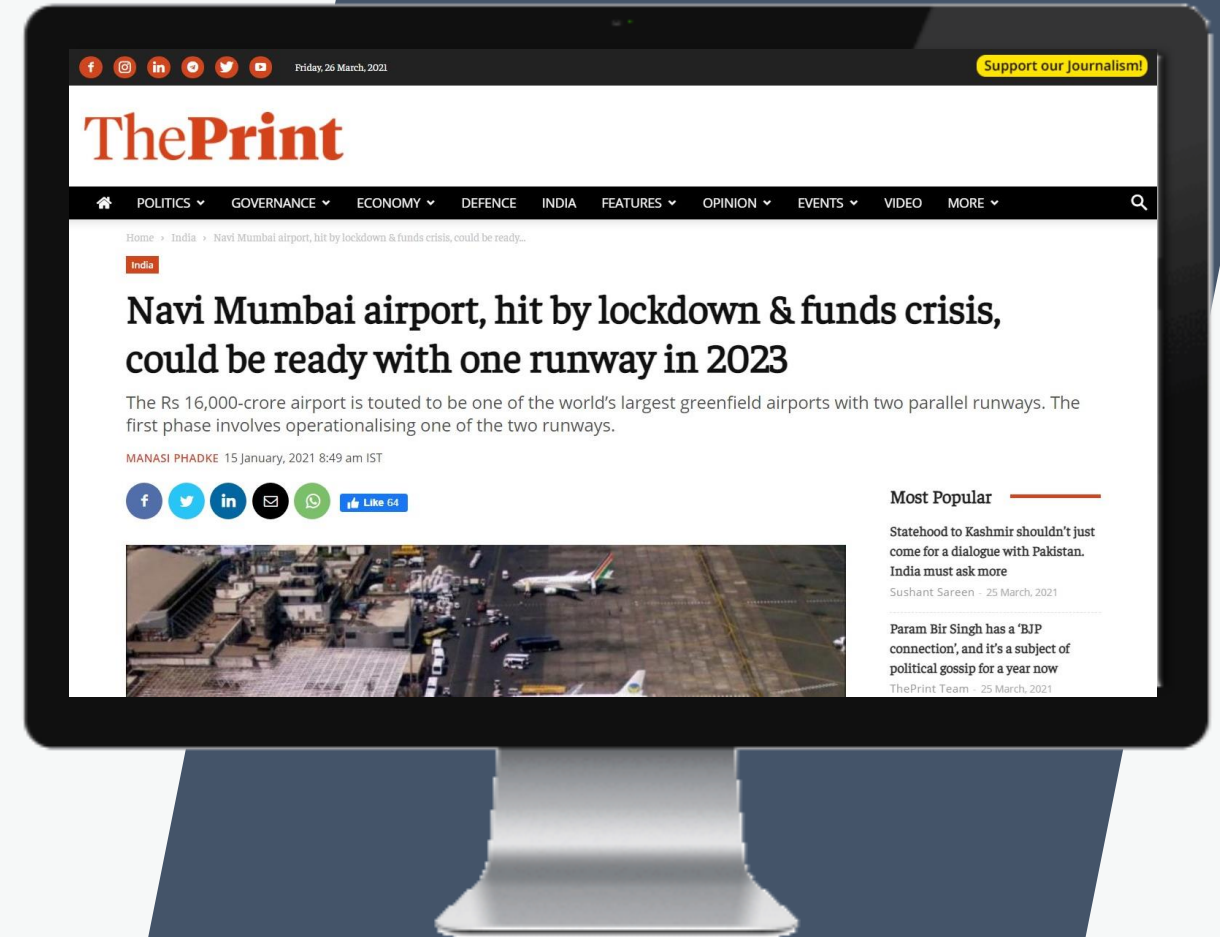 Friday, 26 March, 2021
Support our Journalism!
ThePrint
POLITICS
GOVERNANCE
ECONOMY
DEFENCE
INDIA
FEATURES
OPINION
EVENTS
VIDEO
MORE
Home › India › Navi Mumbai airport, hit by lockdown & funds crisis, could be ready...
India
Navi Mumbai airport, hit by lockdown & funds crisis,
could be ready with one runway in 2023
The Rs 16,000-crore airport is touted to be one of the world's largest greenfield airports with two parallel runways. The
first phase involves operationalising one of the two runways.
MANASI PHADKE 15 January, 2021 8:49 am IST
Like 64
Most Popular
Statehood to Kashmir shouldn't just
come for a dialogue with Pakistan.
India must ask more
Sushant Sareen - 25 March, 2021
Param Bir Singh has a 'BJP
connection', and it's a subject of
political gossip for a year now
ThePrint Team - 25 March, 2021